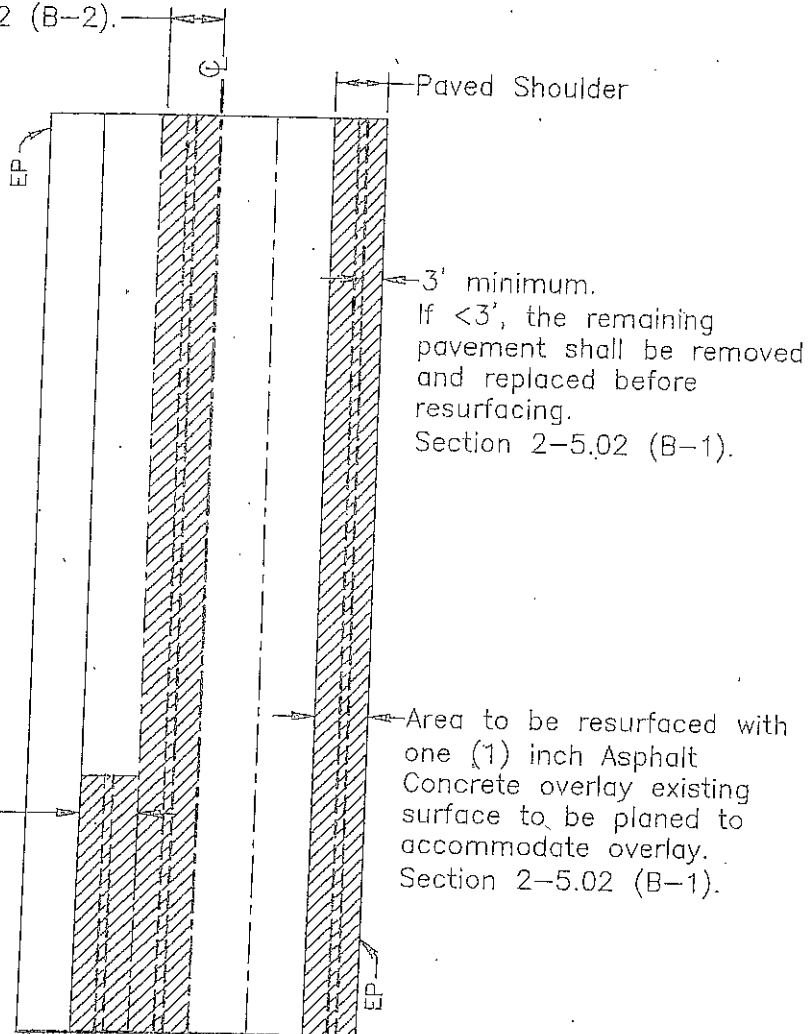 2 (B-2).
℄
Paved Shoulder
EP
3' minimum.
If <3', the remaining
pavement shall be removed
and replaced before
resurfacing.
Section 2-5.02 (B-1).
Area to be resurfaced with
one (1) inch Asphalt
Concrete overlay existing
surface to be planed to
accommodate overlay.
Section 2-5.02 (B-1).
EP